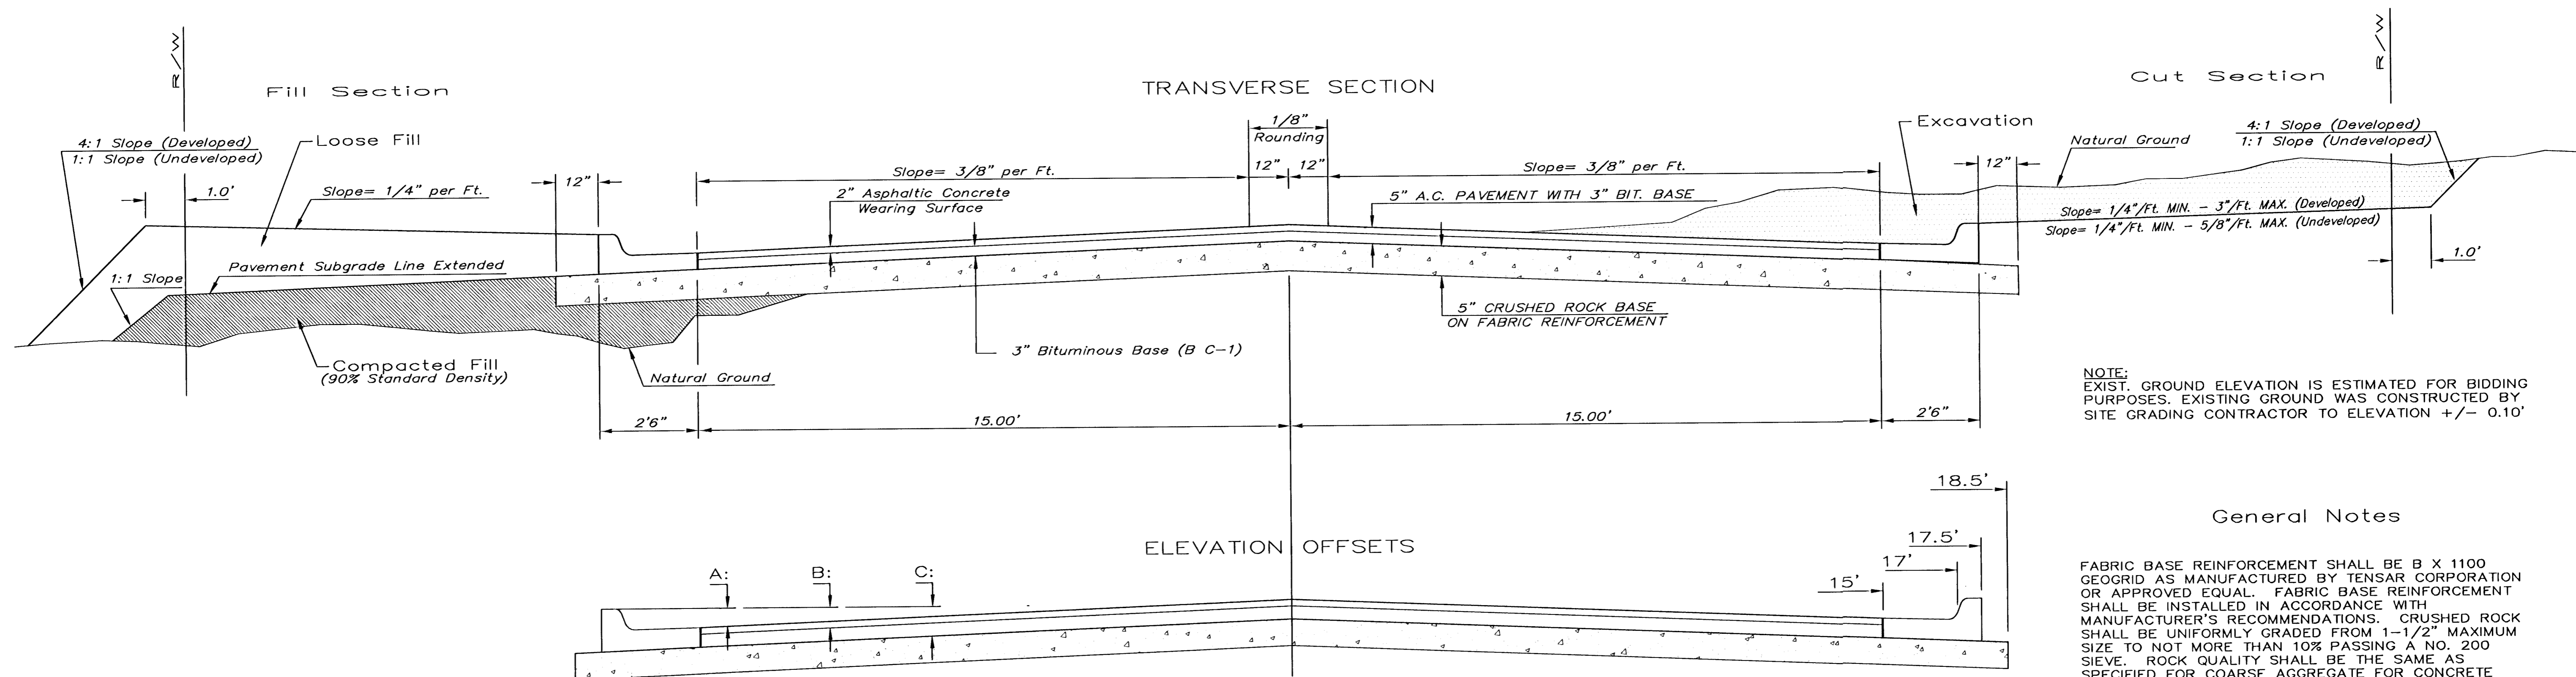 R/W
Fill Section
TRANSVERSE SECTION
Cut Section
R/W
4:1 Slope (Developed)
1:1 Slope (Undeveloped)
Loose Fill
1/8"
Rounding
12" 12"
Excavation
Natural Ground
4:1 Slope (Developed)
1:1 Slope (Undeveloped)
1.0'
Slope= 1/4" per Ft.
12"
Slope= 3/8" per Ft.
2" Asphaltic Concrete
Wearing Surface
Slope= 3/8" per Ft.
5" A.C. PAVEMENT WITH 3" BIT. BASE
12"
Slope= 1/4"/Ft. MIN. - 3"/Ft. MAX. (Developed)
Slope= 1/4"/Ft. MIN. - 5/8"/Ft. MAX. (Undeveloped)
1.0'
Pavement Subgrade Line Extended
1:1 Slope
5" CRUSHED ROCK BASE
ON FABRIC REINFORCEMENT
3" Bituminous Base (B C-1)
Compacted Fill
(90% Standard Density)
Natural Ground
2'6"
15.00'
15.00'
2'6"
NOTE:
EXIST. GROUND ELEVATION IS ESTIMATED FOR BIDDING
PURPOSES. EXISTING GROUND WAS CONSTRUCTED BY
SITE GRADING CONTRACTOR TO ELEVATION +/- 0.10'
ELEVATION OFFSETS
A:
B:
C:
15'
17'
17.5'
18.5'
General Notes
FABRIC BASE REINFORCEMENT SHALL BE B X 1100
GEOGRID AS MANUFACTURED BY TENSAR CORPORATION
OR APPROVED EQUAL. FABRIC BASE REINFORCEMENT
SHALL BE INSTALLED IN ACCORDANCE WITH
MANUFACTURER'S RECOMMENDATIONS. CRUSHED ROCK
SHALL BE UNIFORMLY GRADED FROM 1-1/2" MAXIMUM
SIZE TO NOT MORE THAN 10% PASSING A NO. 200
SIEVE. ROCK QUALITY SHALL BE THE SAME AS
SPECIFIED FOR COARSE AGGREGATE FOR CONCRETE